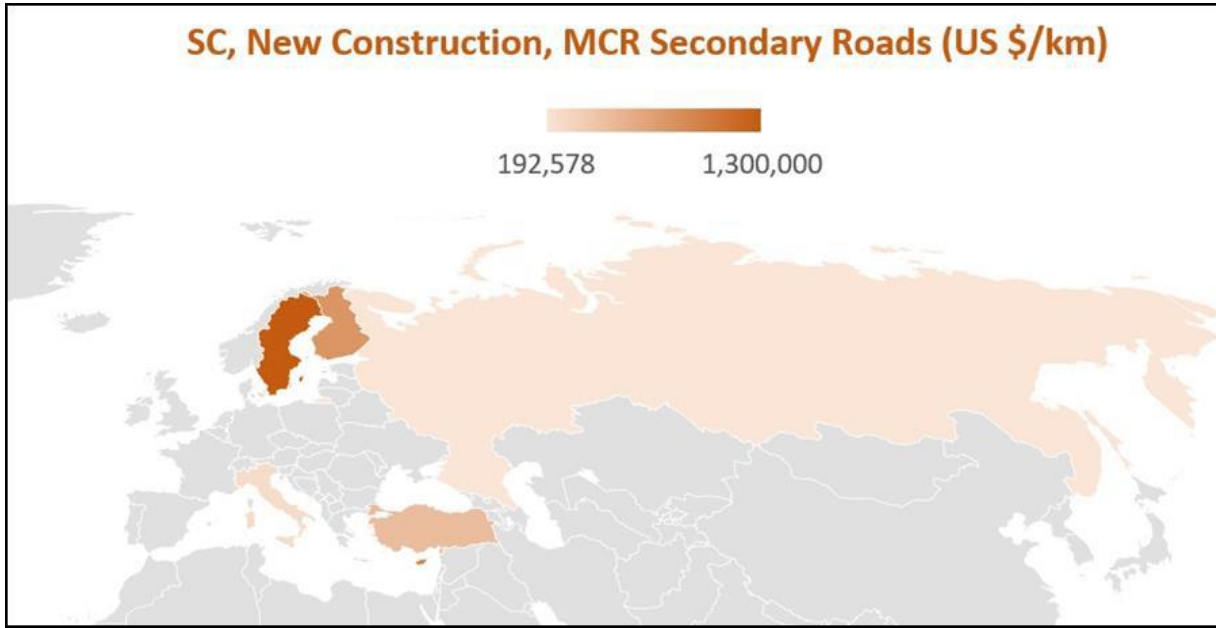 SC, New Construction, MCR Secondary Roads (US $/km)
192,578 1,300,000